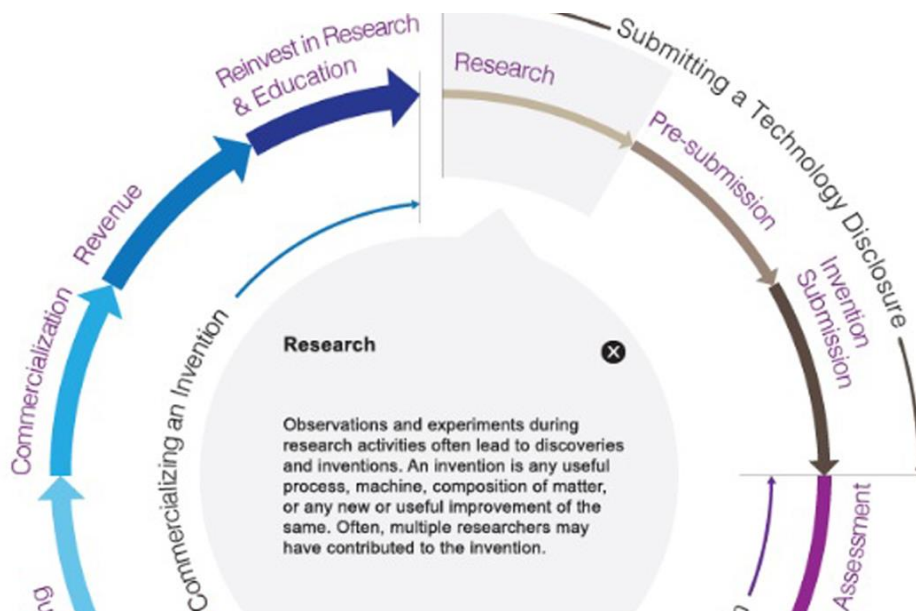 Reinvest in Research
& Education
Research
Submitting a Technology Disclosure
Pre-submission
Invention
Submission
Assessment
Revenue
Commercialization
Commercializing an Invention
Research
X
Observations and experiments during
research activities often lead to discoveries
and inventions. An invention is any useful
process, machine, composition of matter,
or any new or useful improvement of the
same. Often, multiple researchers may
have contributed to the invention.